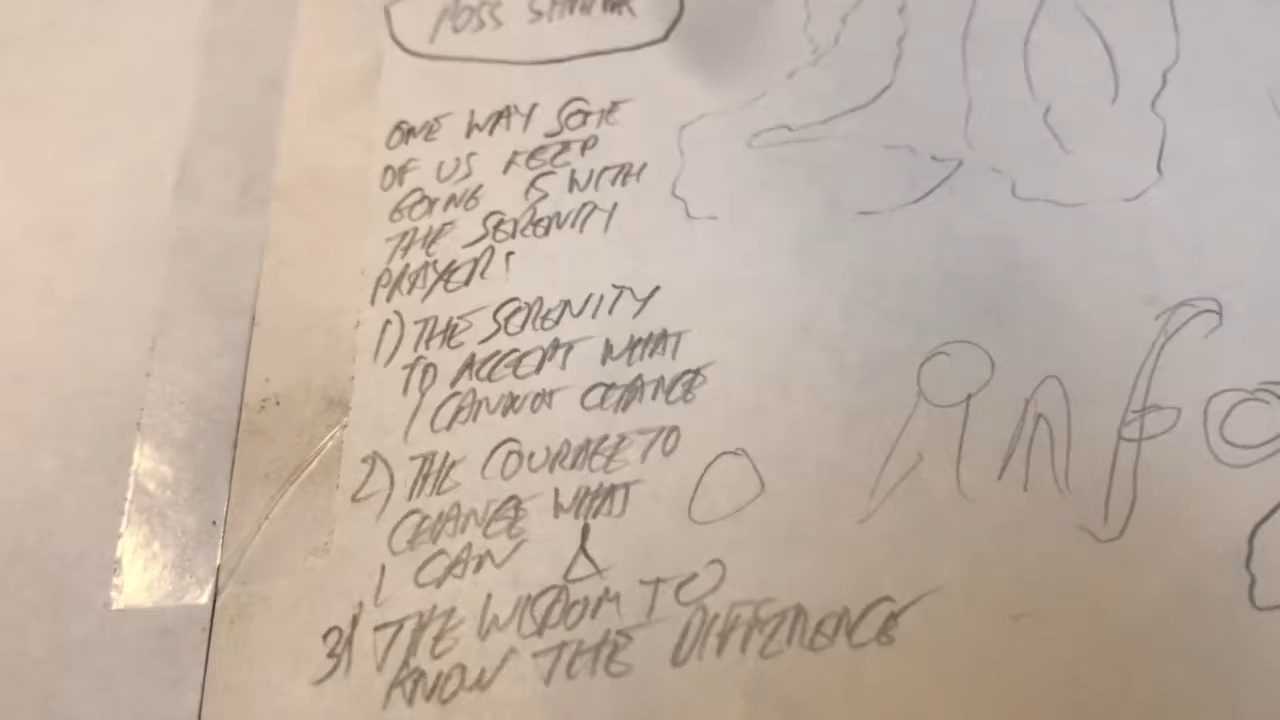 ONE WAY SOME
OF US KEEP
GOING IS WITH
THE SERENITY
PRAYER:
1) THE SERENITY
TO ACCEPT WHAT
I CANNOT CHANGE
2) THE COURAGE TO
CHANGE WHAT
I CAN &
3) THE WISDOM TO
KNOW THE DIFFERENCE
info